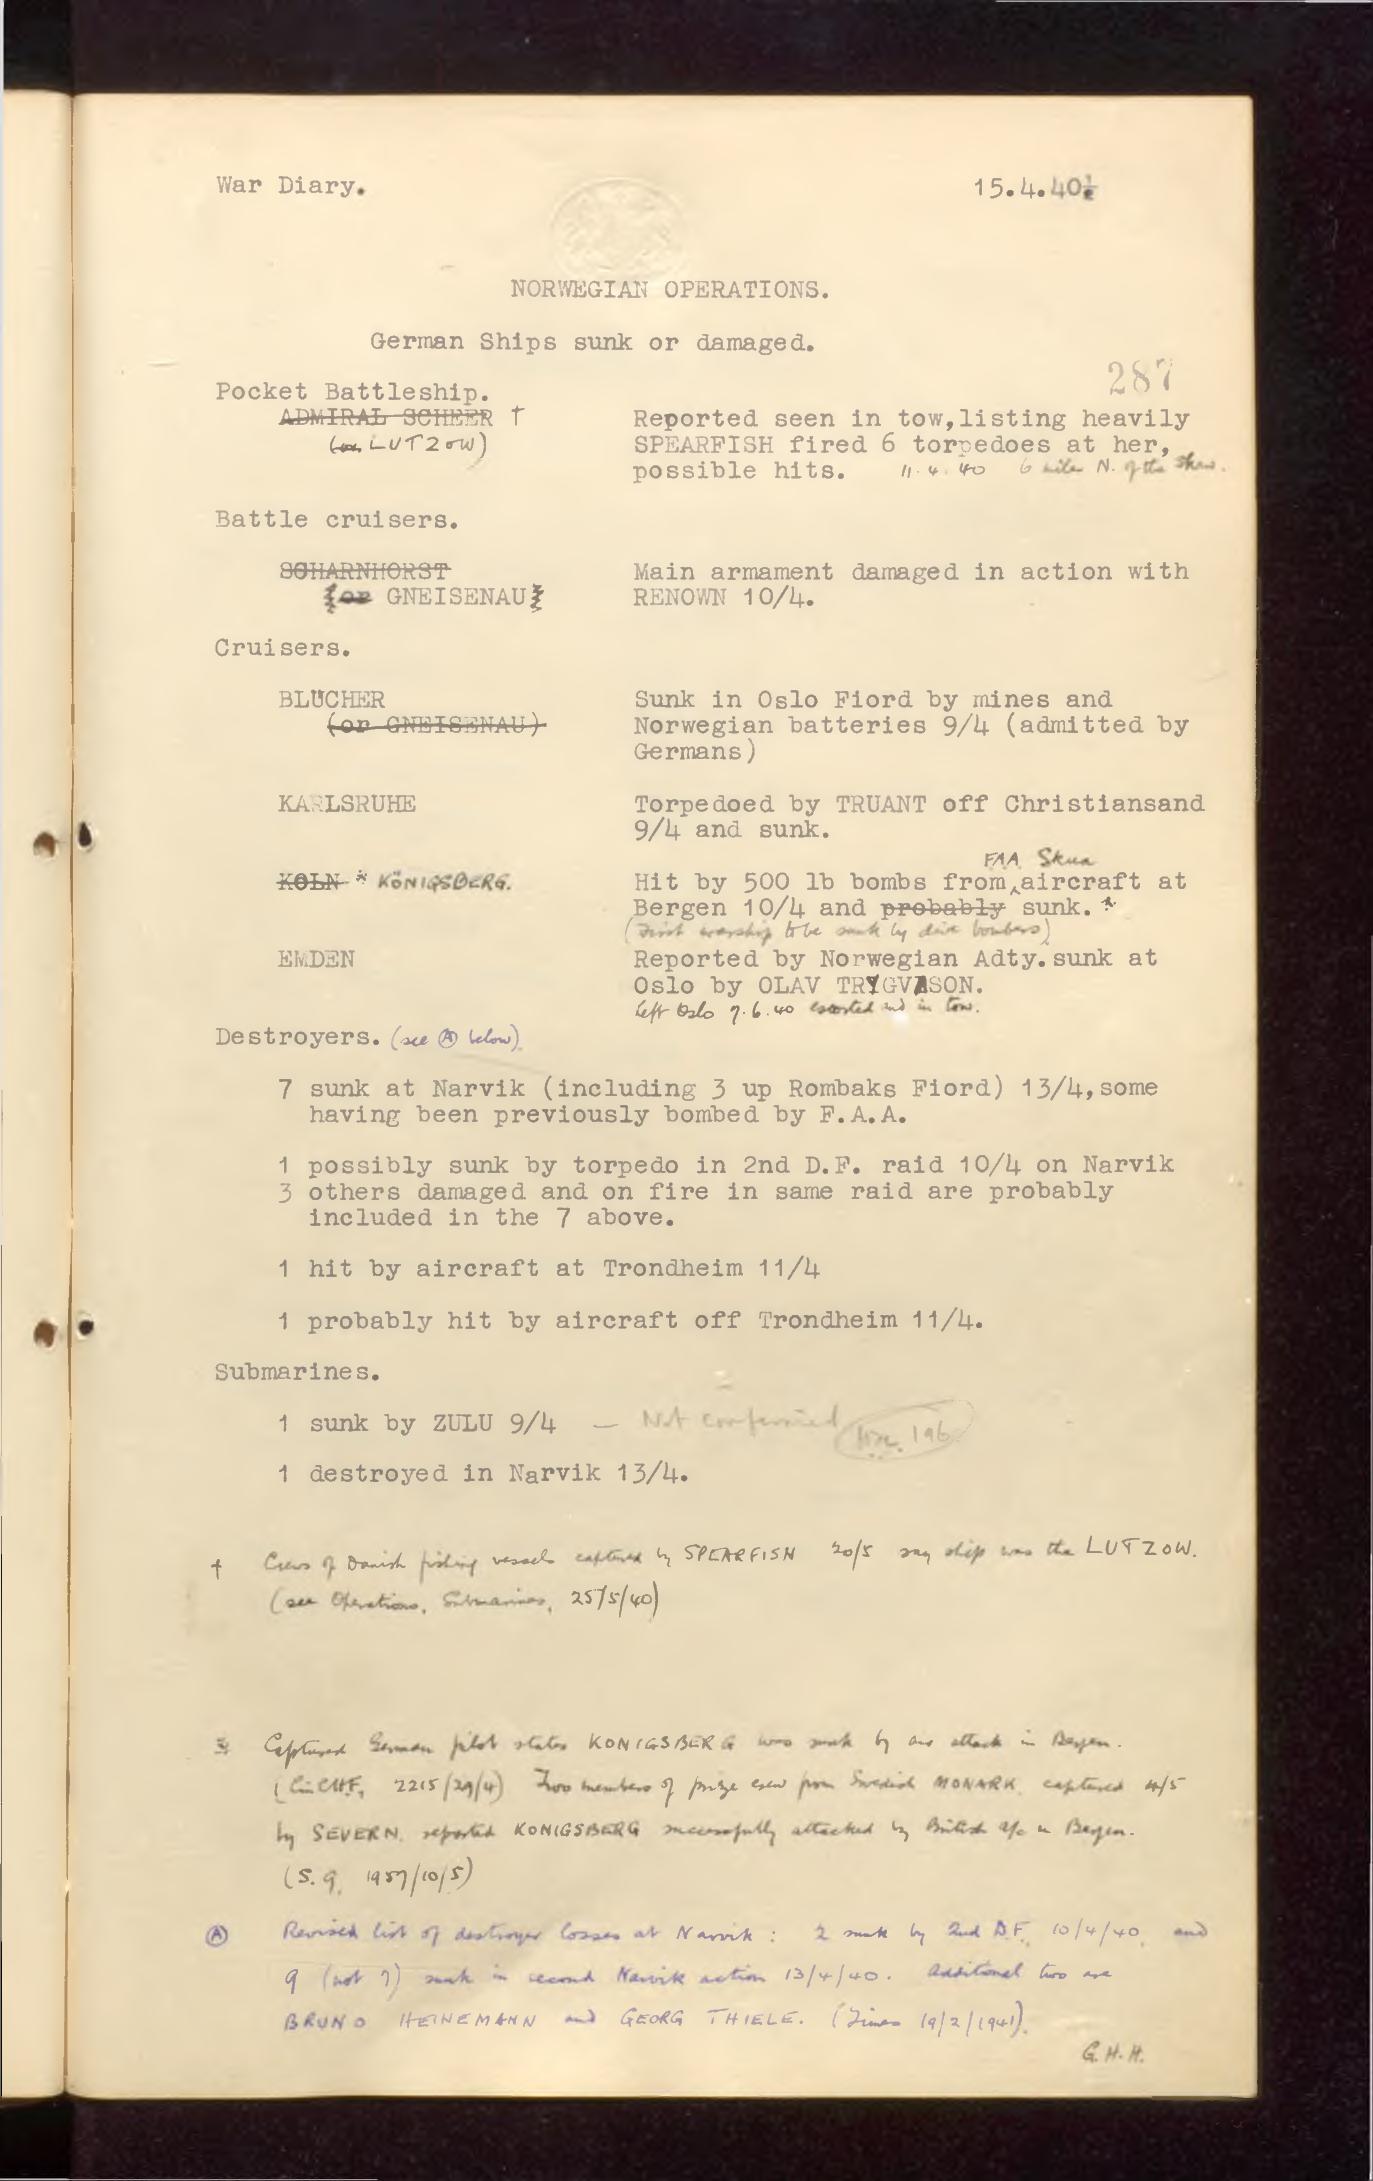 War Diary.
15.4.40.
NORWEGIAN OPERATIONS.
German Ships sunk or damaged.
287
Pocket Battleship.
ADMIRAL SCHEER †
(or LUTZOW)
Reported seen in tow, listing heavily
SPEARFISH fired 6 torpedoes at her,
possible hits. 11.4.40 6 miles N. of the Skaw.
Battle cruisers.
SCHARNHORST
(or GNEISENAU)
Main armament damaged in action with
RENOWN 10/4.
Cruisers.
BLÜCHER
(or GNEISENAU)
Sunk in Oslo Fiord by mines and
Norwegian batteries 9/4 (admitted by
Germans)
KARLSRUHE
Torpedoed by TRUANT off Christiansand
9/4 and sunk.
KOLN * KÖNIGSBERG.
FAA Skua
Hit by 500 lb bombs from aircraft at
Bergen 10/4 and probably sunk. *
(First warship to be sunk by dive bombers)
EMDEN
Reported by Norwegian Adty. sunk at
Oslo by OLAV TRYGVASON.
Left Oslo 7.6.40 escorted and in tow.
Destroyers. (see Ⓐ below)
7 sunk at Narvik (including 3 up Rombaks Fiord) 13/4, some
having been previously bombed by F.A.A.
1 possibly sunk by torpedo in 2nd D.F. raid 10/4 on Narvik
3 others damaged and on fire in same raid are probably
included in the 7 above.
1 hit by aircraft at Trondheim 11/4
1 probably hit by aircraft off Trondheim 11/4.
Submarines.
1 sunk by ZULU 9/4 — Not confirmed 196
1 destroyed in Narvik 13/4.
† Crews of Danish fishing vessels captured by SPEARFISH 20/5 say ship was the LUTZOW.
(see Operations, Submarines, 25/5/40)
* Captured German pilot states KONIGSBERG was sunk by air attack in Bergen.
(CinCHF, 2215/29/4) Two members of prize crew from Swedish MONARK, captured 4/5
by SEVERN, reported KONIGSBERG successfully attacked by British a/c in Bergen.
(S.9, 1957/10/5)
Ⓐ Revised list of destroyer losses at Narvik: 2 sunk by 2nd D.F., 10/4/40, and
9 (not 7) sunk in second Narvik action 13/4/40. Additional two are
BRUNO HEINEMANN and GEORG THIELE. (Times 19/2/1941).
G.H.H.